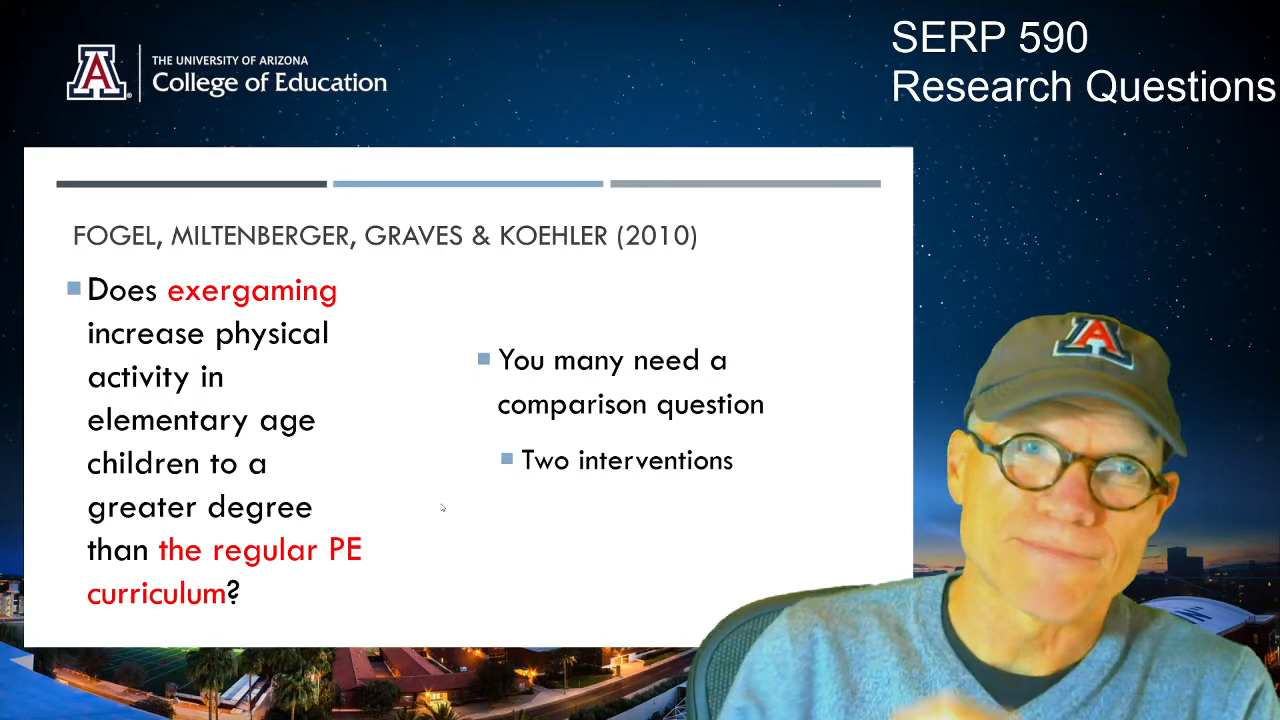 THE UNIVERSITY OF ARIZONA
College of Education
SERP 590
Research Questions
FOGEL, MILTENBERGER, GRAVES & KOEHLER (2010)
Does exergaming
increase physical
activity in
elementary age
children to a
greater degree
than the regular PE
curriculum?
You many need a
comparison question
Two interventions